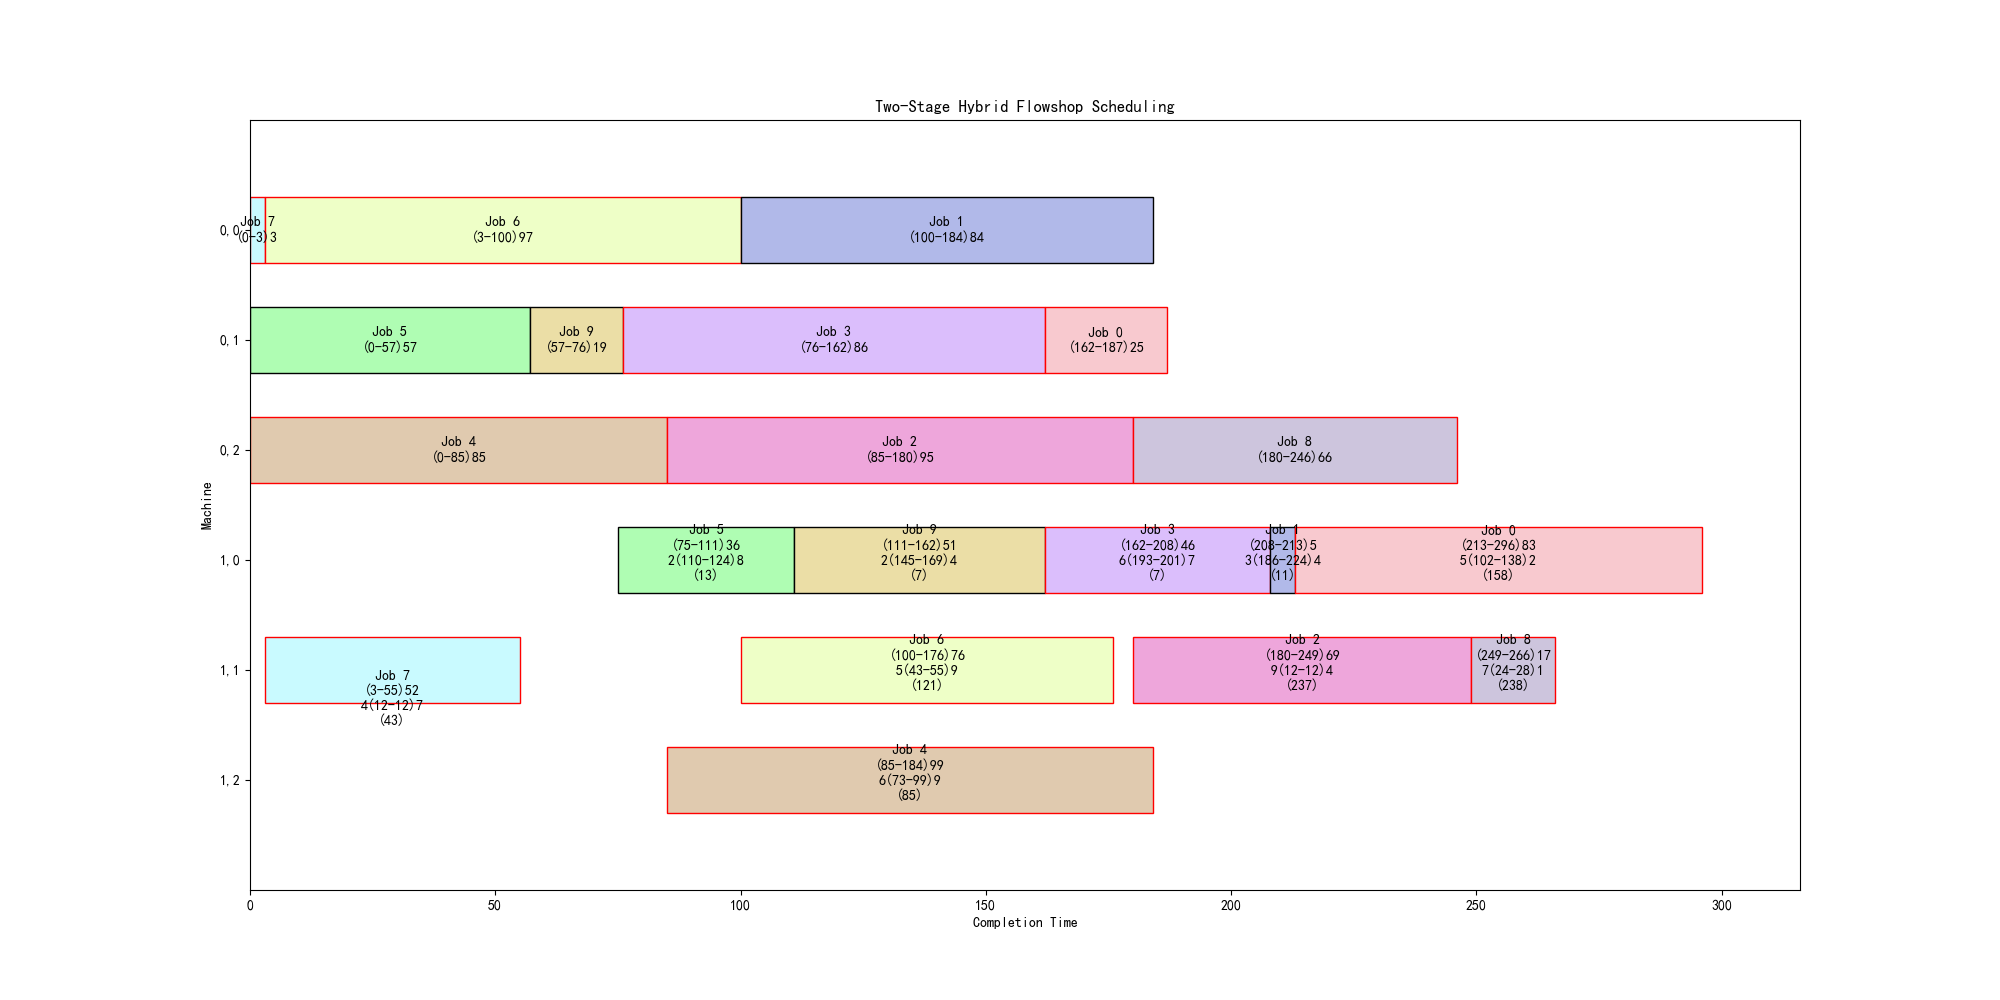 Two-Stage Hybrid Flowshop Scheduling
Machine
0,0
Job 7
(0-3)3
Job 6
(3-100)97
Job 1
(100-184)84
0,1
Job 5
(0-57)57
Job 9
(57-76)19
Job 3
(76-162)86
Job 0
(162-187)25
0,2
Job 4
(0-85)85
Job 2
(85-180)95
Job 8
(180-246)66
1,0
Job 5
(75-111)36
2(110-124)8
(13)
Job 9
(111-162)51
2(145-169)4
(7)
Job 3
(162-208)46
6(193-201)7
(7)
Job 1
(208-213)5
3(186-224)4
(11)
Job 0
(213-296)83
5(102-138)2
(158)
1,1
Job 7
(3-55)52
4(12-12)7
(43)
Job 6
(100-176)76
5(43-55)9
(121)
Job 2
(180-249)69
9(12-12)4
(237)
Job 8
(249-266)17
7(24-28)1
(238)
1,2
Job 4
(85-184)99
6(73-99)9
(85)
0
50
100
150
200
250
300
Completion Time